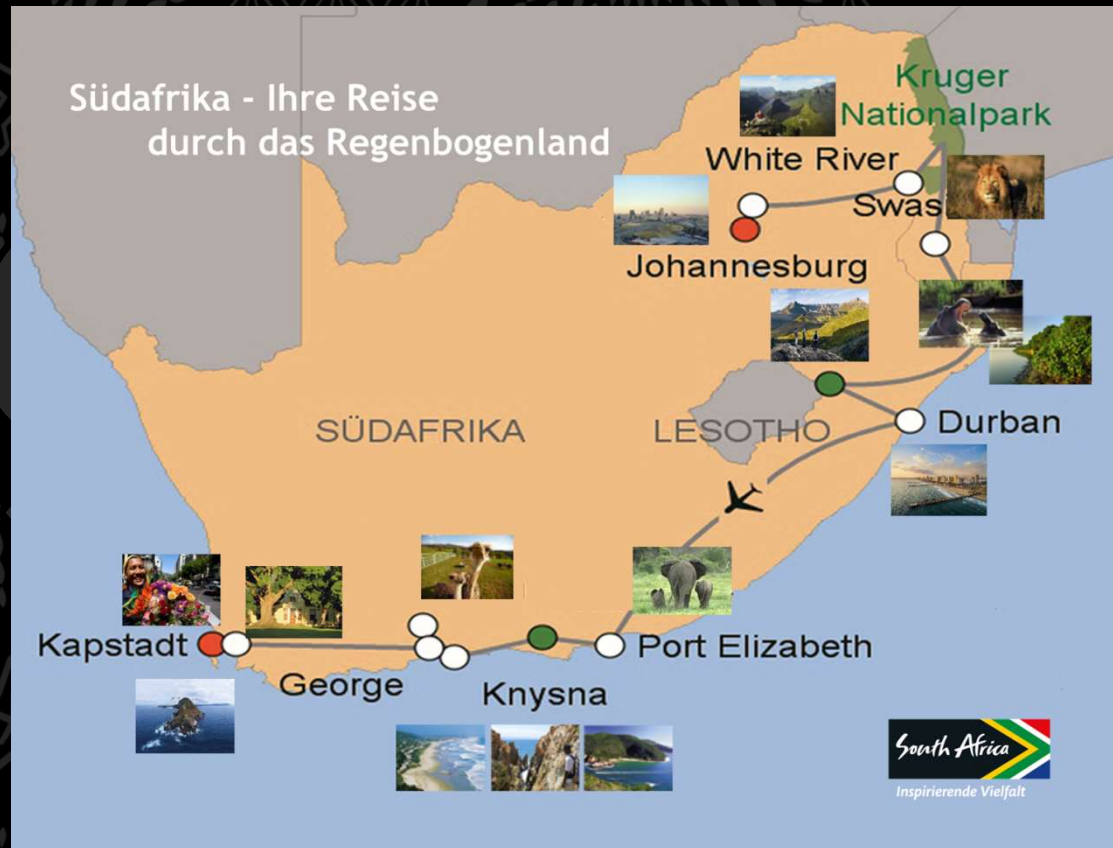 Südafrika - Ihre Reise
durch das Regenbogenland
Kruger
Nationalpark
White River
Swas
Johannesburg
SÜDAFRIKA
LESOTHO
Durban
Kapstadt
Port Elizabeth
George
Knysna
South Africa
Inspirierende Vielfalt